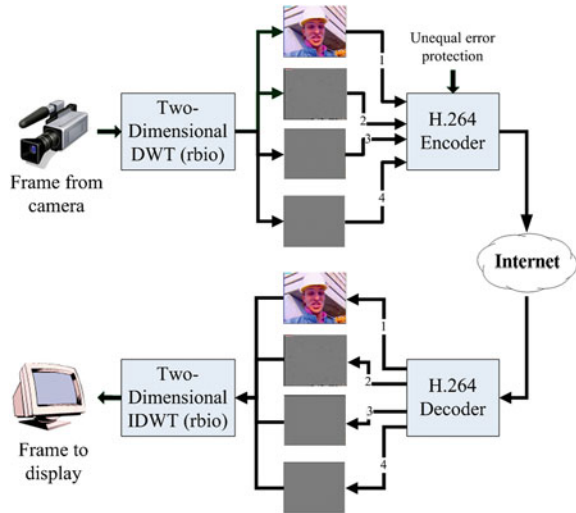 Unequal error
protection
1
Two-
Dimensional
DWT (rbio)
2
3
H.264
Encoder
Frame from
camera
4
Internet
1
Two-
Dimensional
IDWT (rbio)
2
3
H.264
Decoder
Frame to
display
4